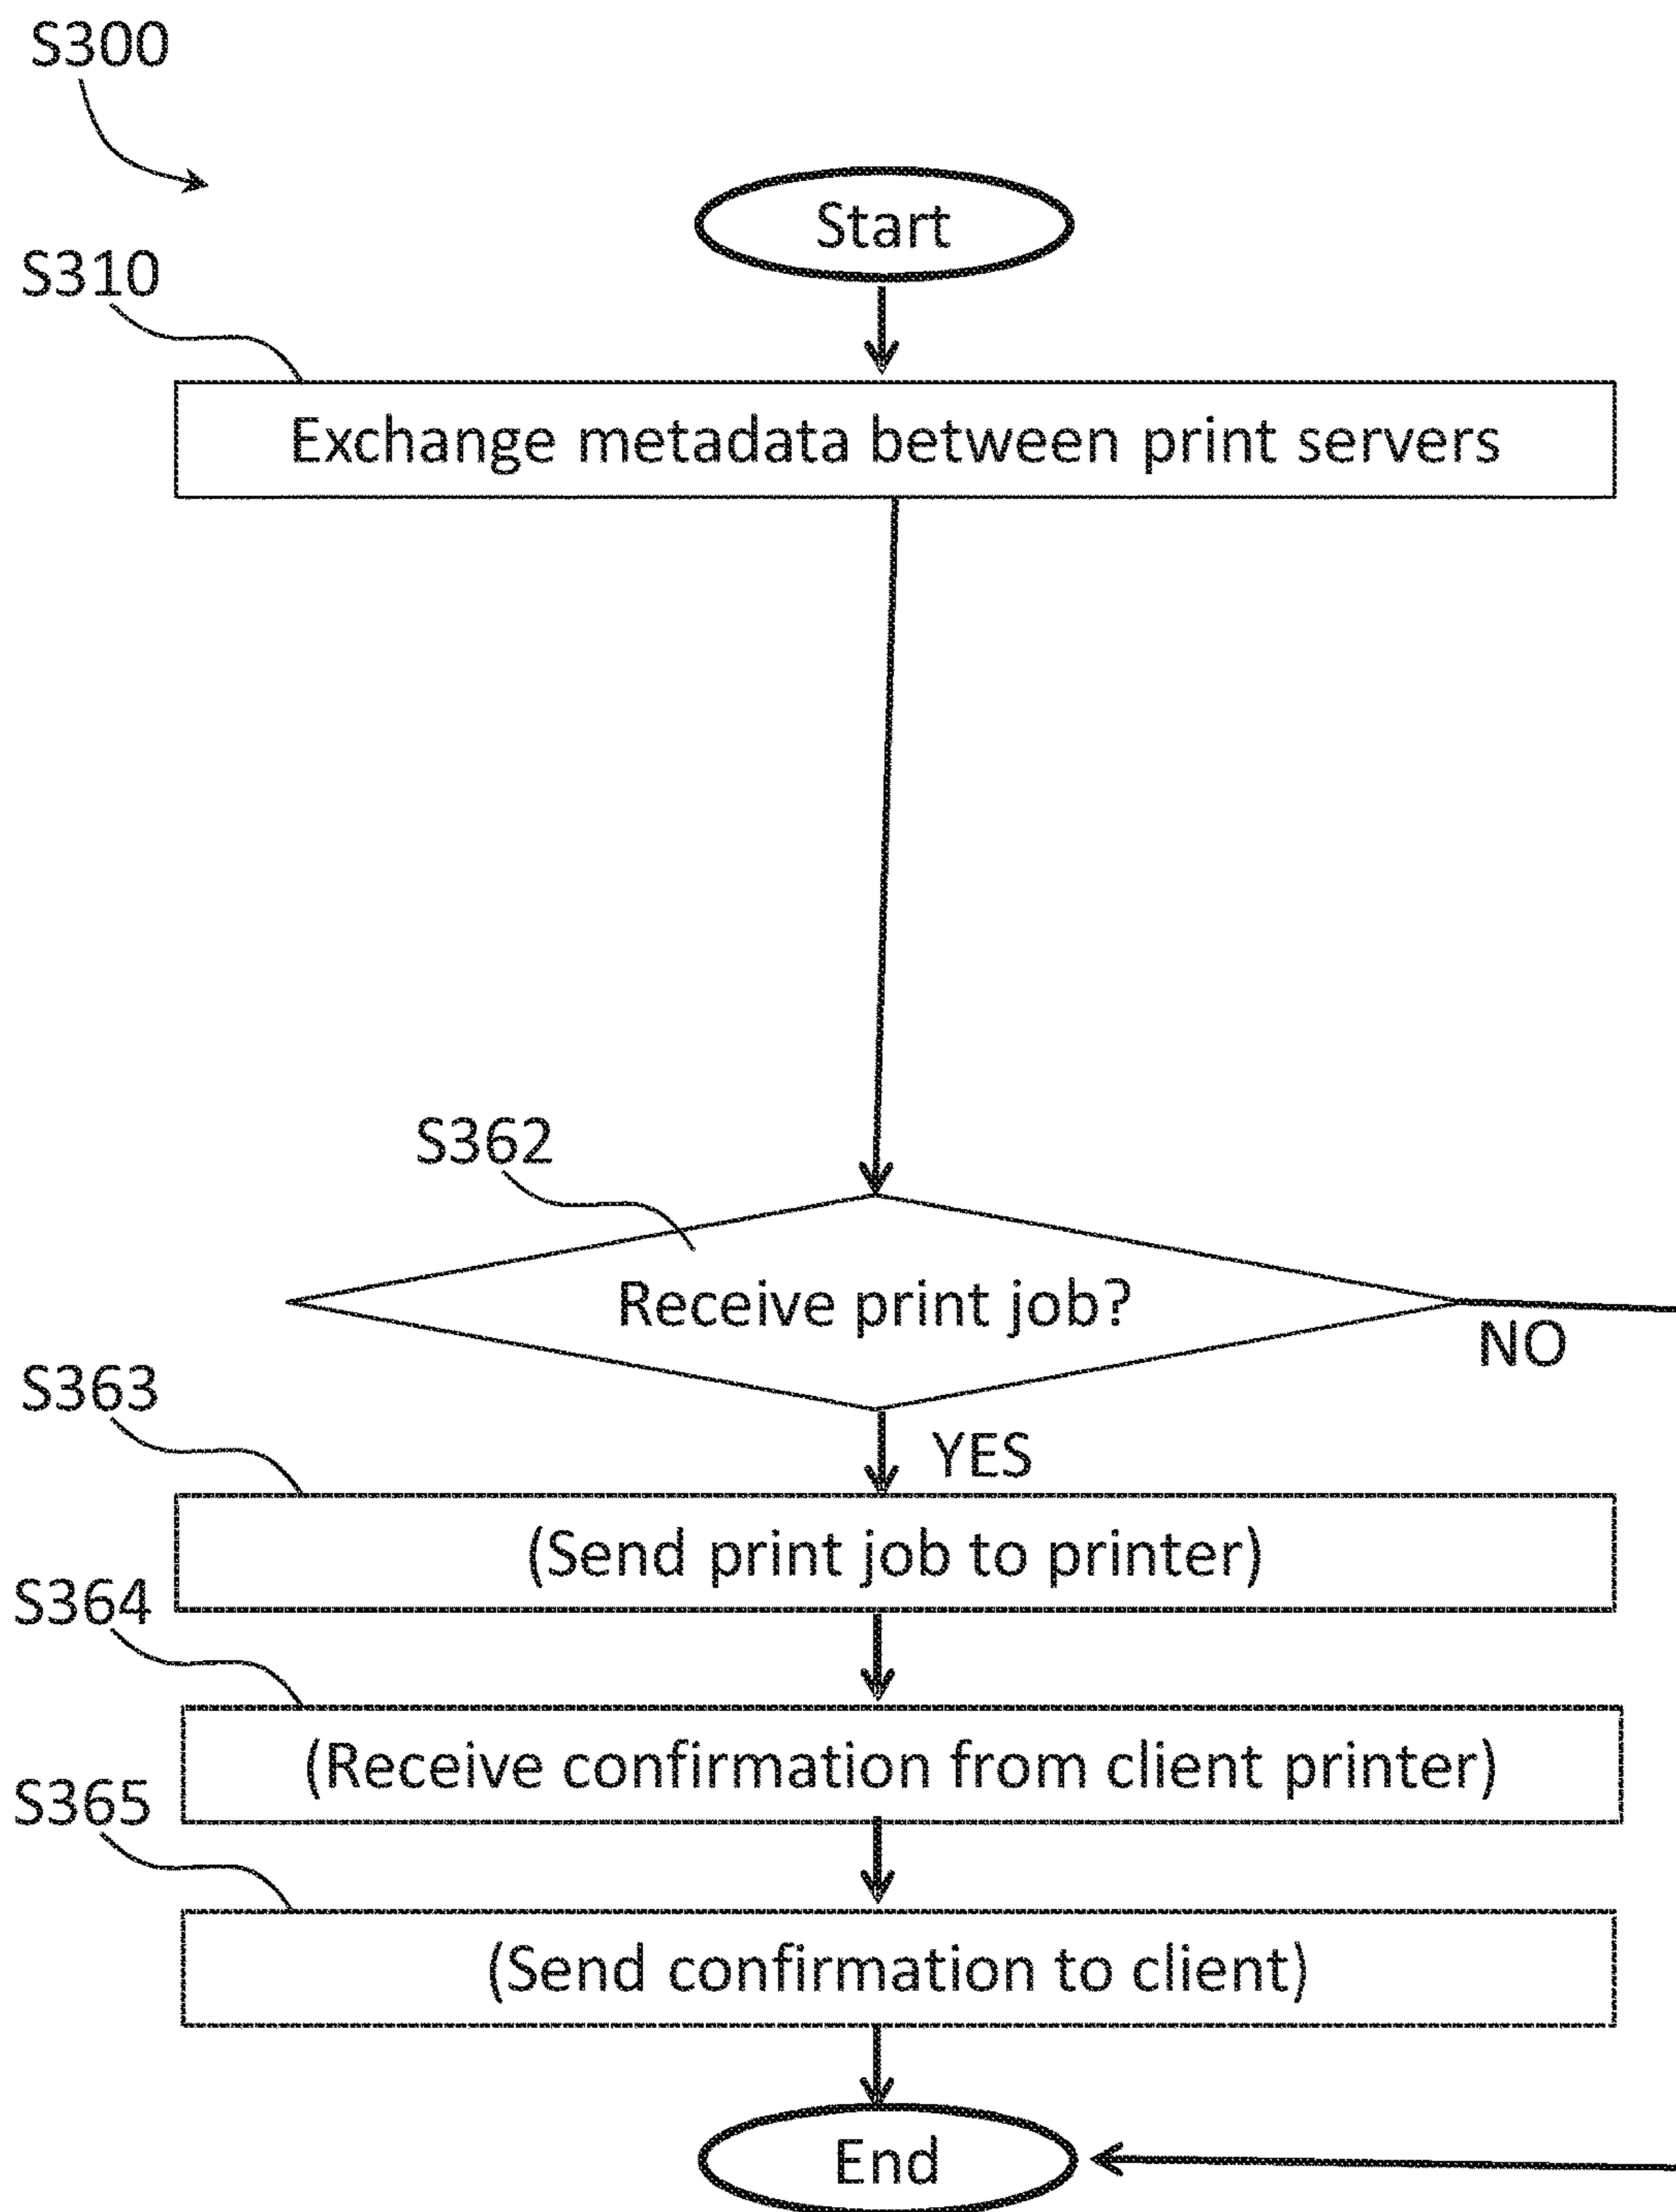 S300
Start
S310
Exchange metadata between print servers
S362
Receive print job?
NO
S363
YES
(Send print job to printer)
S364
(Receive confirmation from client printer)
S365
(Send confirmation to client)
End